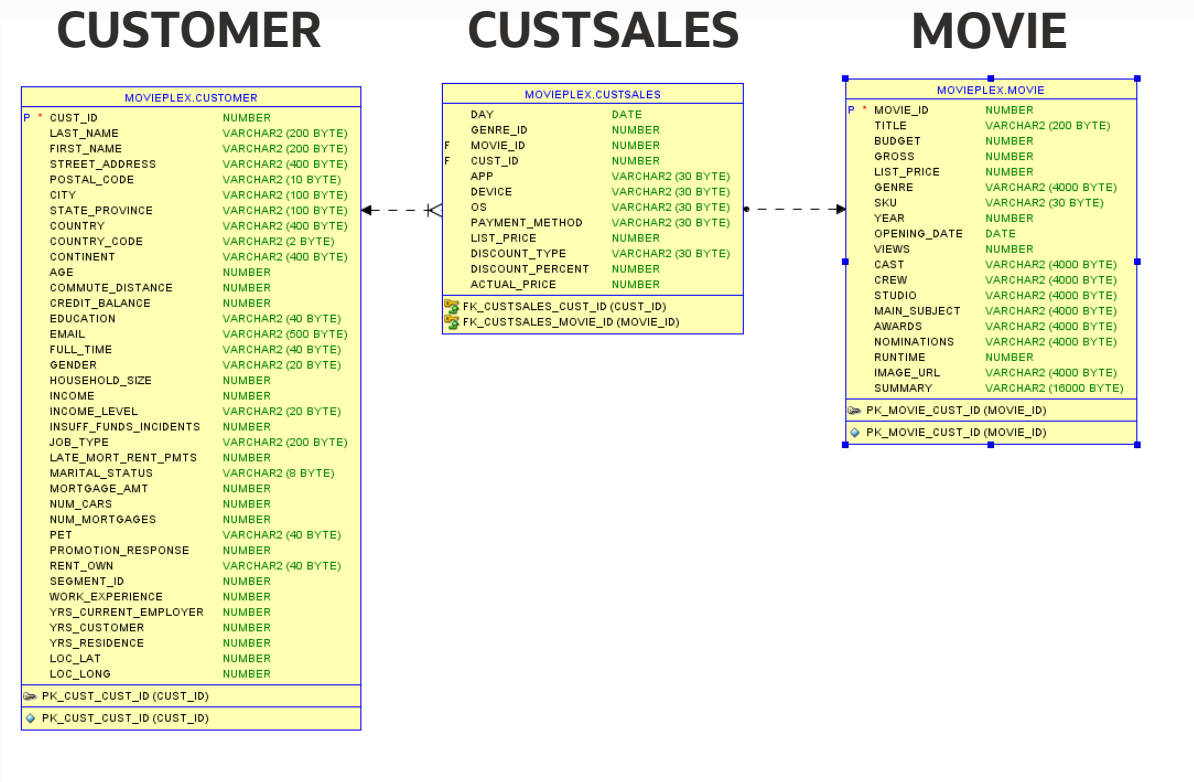 CUSTOMER
CUSTSALES
MOVIE
MOVIEPLEX.CUSTOMER
P * CUST_ID NUMBER
LAST_NAME VARCHAR2 (200 BYTE)
FIRST_NAME VARCHAR2 (200 BYTE)
STREET_ADDRESS VARCHAR2 (400 BYTE)
POSTAL_CODE VARCHAR2 (10 BYTE)
CITY VARCHAR2 (100 BYTE)
STATE_PROVINCE VARCHAR2 (100 BYTE)
COUNTRY VARCHAR2 (400 BYTE)
COUNTRY_CODE VARCHAR2 (2 BYTE)
CONTINENT VARCHAR2 (400 BYTE)
AGE NUMBER
COMMUTE_DISTANCE NUMBER
CREDIT_BALANCE NUMBER
EDUCATION VARCHAR2 (40 BYTE)
EMAIL VARCHAR2 (500 BYTE)
FULL_TIME VARCHAR2 (40 BYTE)
GENDER VARCHAR2 (20 BYTE)
HOUSEHOLD_SIZE NUMBER
INCOME NUMBER
INCOME_LEVEL VARCHAR2 (20 BYTE)
INSUFF_FUNDS_INCIDENTS NUMBER
JOB_TYPE VARCHAR2 (200 BYTE)
LATE_MORT_RENT_PMTS NUMBER
MARITAL_STATUS VARCHAR2 (8 BYTE)
MORTGAGE_AMT NUMBER
NUM_CARS NUMBER
NUM_MORTGAGES NUMBER
PET VARCHAR2 (40 BYTE)
PROMOTION_RESPONSE NUMBER
RENT_OWN VARCHAR2 (40 BYTE)
SEGMENT_ID NUMBER
WORK_EXPERIENCE NUMBER
YRS_CURRENT_EMPLOYER NUMBER
YRS_CUSTOMER NUMBER
YRS_RESIDENCE NUMBER
LOC_LAT NUMBER
LOC_LONG NUMBER
PK_CUST_CUST_ID (CUST_ID)
PK_CUST_CUST_ID (CUST_ID)
MOVIEPLEX.CUSTSALES
DAY DATE
GENRE_ID NUMBER
F MOVIE_ID NUMBER
F CUST_ID NUMBER
APP VARCHAR2 (30 BYTE)
DEVICE VARCHAR2 (30 BYTE)
OS VARCHAR2 (30 BYTE)
PAYMENT_METHOD VARCHAR2 (30 BYTE)
LIST_PRICE NUMBER
DISCOUNT_TYPE VARCHAR2 (30 BYTE)
DISCOUNT_PERCENT NUMBER
ACTUAL_PRICE NUMBER
FK_CUSTSALES_CUST_ID (CUST_ID)
FK_CUSTSALES_MOVIE_ID (MOVIE_ID)
MOVIEPLEX.MOVIE
P * MOVIE_ID NUMBER
TITLE VARCHAR2 (200 BYTE)
BUDGET NUMBER
GROSS NUMBER
LIST_PRICE NUMBER
GENRE VARCHAR2 (4000 BYTE)
SKU VARCHAR2 (30 BYTE)
YEAR NUMBER
OPENING_DATE DATE
VIEWS NUMBER
CAST VARCHAR2 (4000 BYTE)
CREW VARCHAR2 (4000 BYTE)
STUDIO VARCHAR2 (4000 BYTE)
MAIN_SUBJECT VARCHAR2 (4000 BYTE)
AWARDS VARCHAR2 (4000 BYTE)
NOMINATIONS VARCHAR2 (4000 BYTE)
RUNTIME NUMBER
IMAGE_URL VARCHAR2 (4000 BYTE)
SUMMARY VARCHAR2 (16000 BYTE)
PK_MOVIE_CUST_ID (MOVIE_ID)
PK_MOVIE_CUST_ID (MOVIE_ID)